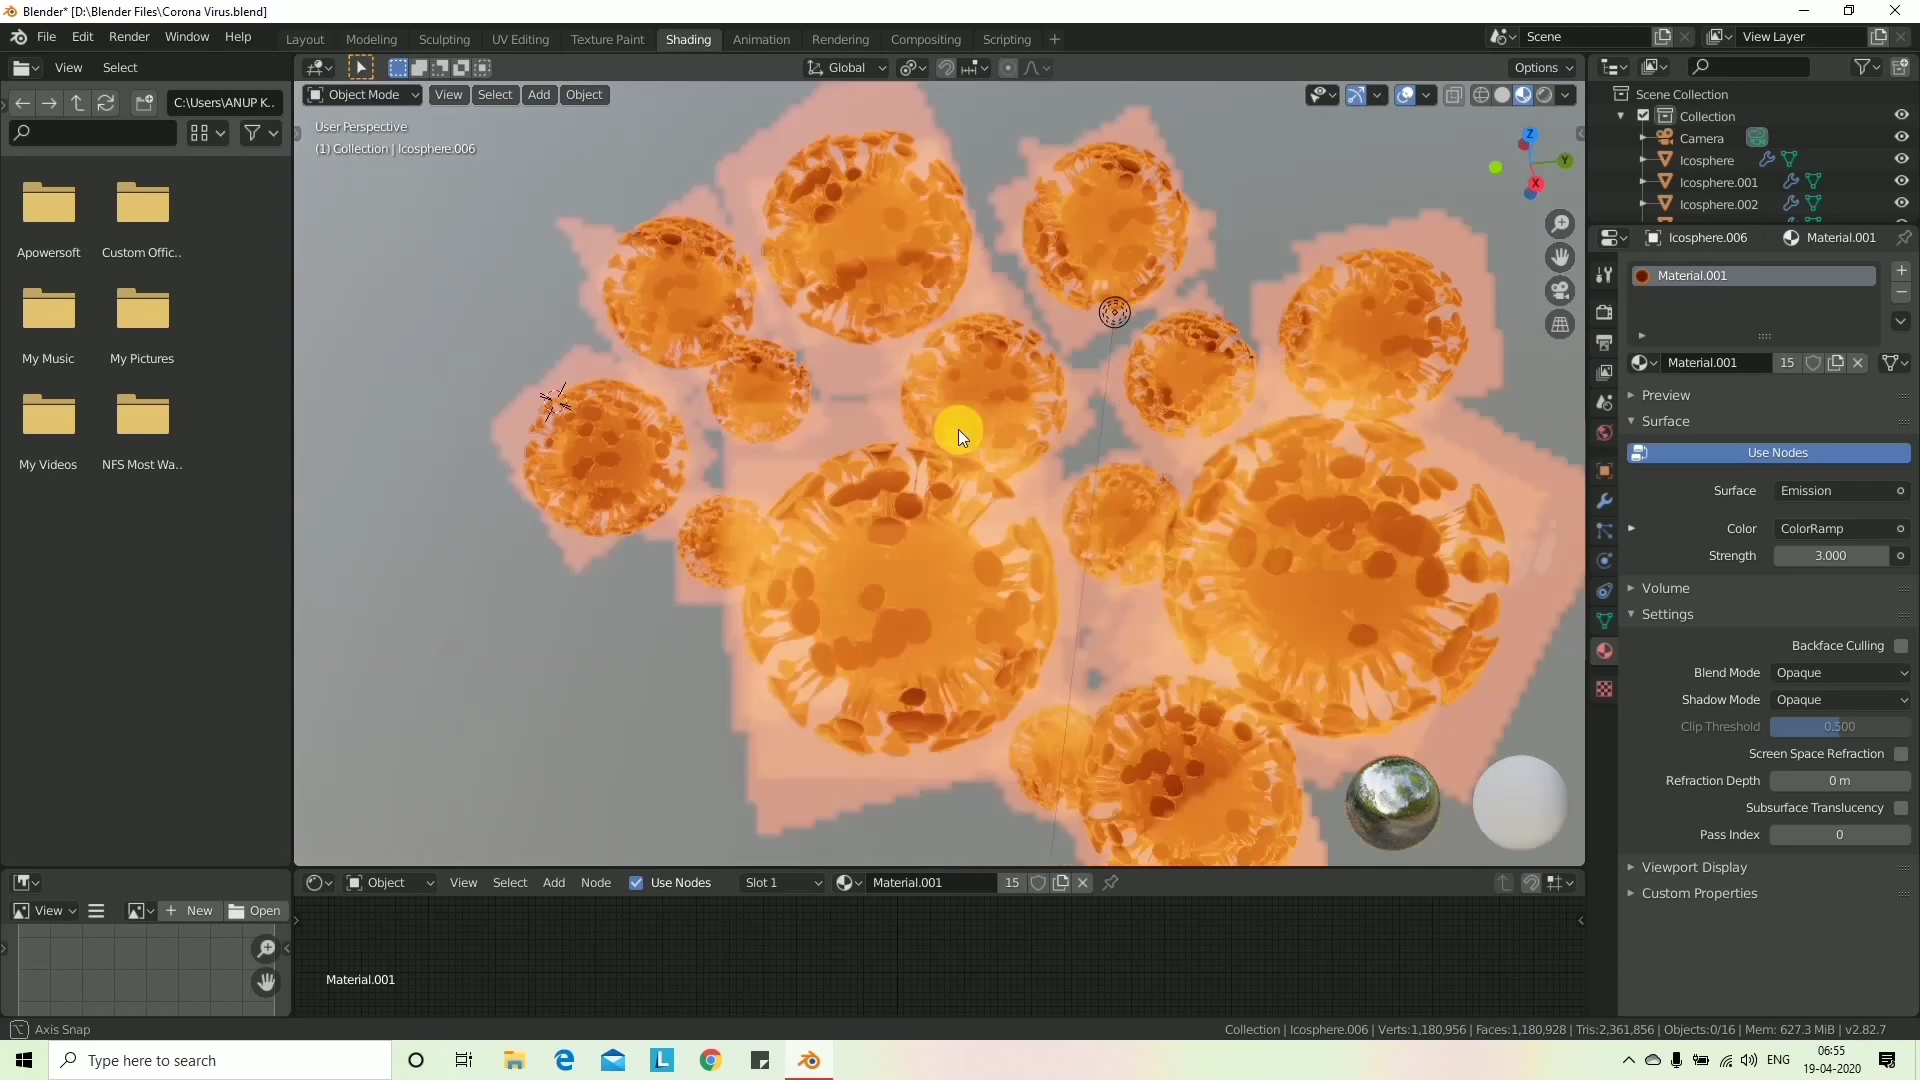 Blender* [D:\Blender Files\Corona Virus.blend]
File Edit Render Window Help
Layout Modeling Sculpting UV Editing Texture Paint Shading Animation Rendering Compositing Scripting
Scene
View Layer
View Select
Global
Options
C:\Users\ANUP K..
Object Mode View Select Add Object
User Perspective
(1) Collection | Icosphere.006
Z
Y
X
Scene Collection
Collection
Camera
Icosphere
Icosphere.001
Icosphere.002
Apowersoft Custom Offic..
My Music My Pictures
My Videos NFS Most Wa..
Icosphere.006 Material.001
Material.001
Material.001 15
Preview
Surface
Use Nodes
Surface Emission
Color ColorRamp
Strength 3.000
Volume
Settings
Backface Culling
Blend Mode Opaque
Shadow Mode Opaque
Clip Threshold 0.500
Screen Space Refraction
Refraction Depth 0 m
Subsurface Translucency
Pass Index 0
Viewport Display
Custom Properties
Object View Select Add Node Use Nodes Slot 1 Material.001 15
View New Open
Material.001
Axis Snap
Collection | Icosphere.006 | Verts:1,180,956 | Faces:1,180,928 | Tris:2,361,856 | Objects:0/16 | Mem: 627.3 MiB | v2.82.7
Type here to search
L
ENG
06:55
19-04-2020